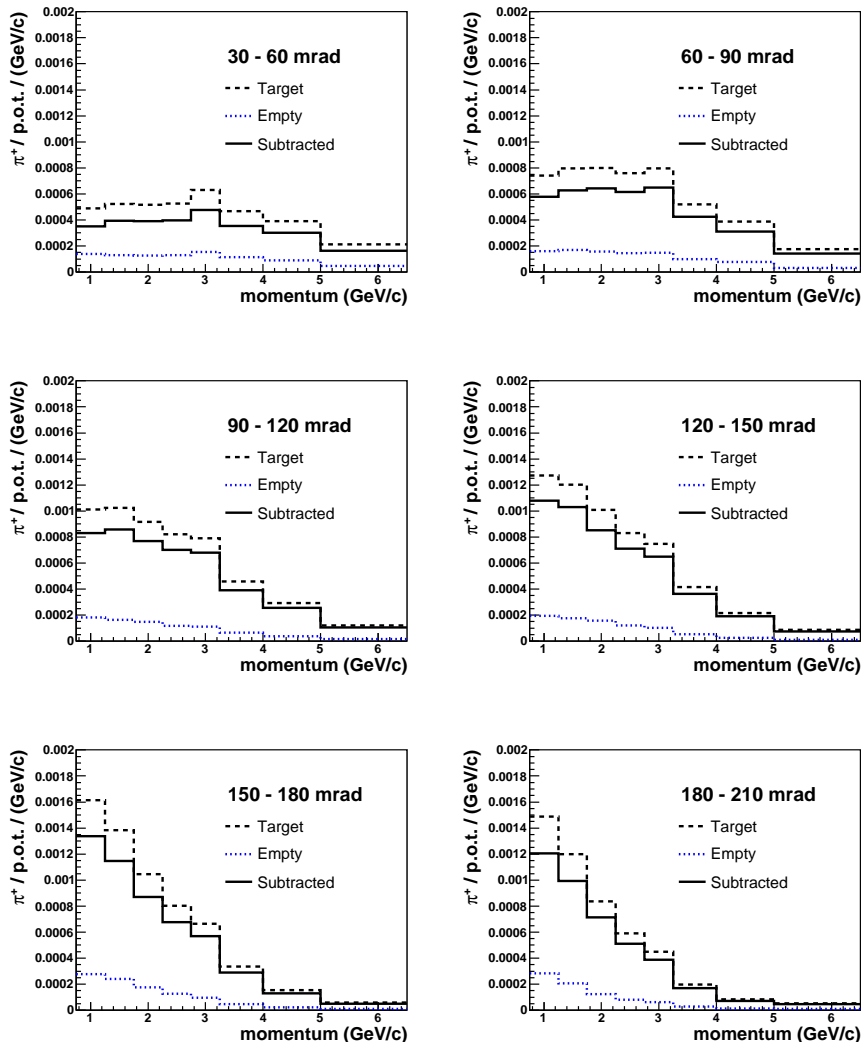 π⁺ / p.o.t. / (GeV/c)
0.002
0.0018
0.0016
0.0014
0.0012
0.001
0.0008
0.0006
0.0004
0.0002
0
30 - 60 mrad
Target
Empty
Subtracted
1 2 3 4 5 6
momentum (GeV/c)
π⁺ / p.o.t. / (GeV/c)
0.002
0.0018
0.0016
0.0014
0.0012
0.001
0.0008
0.0006
0.0004
0.0002
0
60 - 90 mrad
Target
Empty
Subtracted
1 2 3 4 5 6
momentum (GeV/c)
π⁺ / p.o.t. / (GeV/c)
0.002
0.0018
0.0016
0.0014
0.0012
0.001
0.0008
0.0006
0.0004
0.0002
0
90 - 120 mrad
Target
Empty
Subtracted
1 2 3 4 5 6
momentum (GeV/c)
π⁺ / p.o.t. / (GeV/c)
0.002
0.0018
0.0016
0.0014
0.0012
0.001
0.0008
0.0006
0.0004
0.0002
0
120 - 150 mrad
Target
Empty
Subtracted
1 2 3 4 5 6
momentum (GeV/c)
π⁺ / p.o.t. / (GeV/c)
0.002
0.0018
0.0016
0.0014
0.0012
0.001
0.0008
0.0006
0.0004
0.0002
0
150 - 180 mrad
Target
Empty
Subtracted
1 2 3 4 5 6
momentum (GeV/c)
π⁺ / p.o.t. / (GeV/c)
0.002
0.0018
0.0016
0.0014
0.0012
0.001
0.0008
0.0006
0.0004
0.0002
0
180 - 210 mrad
Target
Empty
Subtracted
1 2 3 4 5 6
momentum (GeV/c)